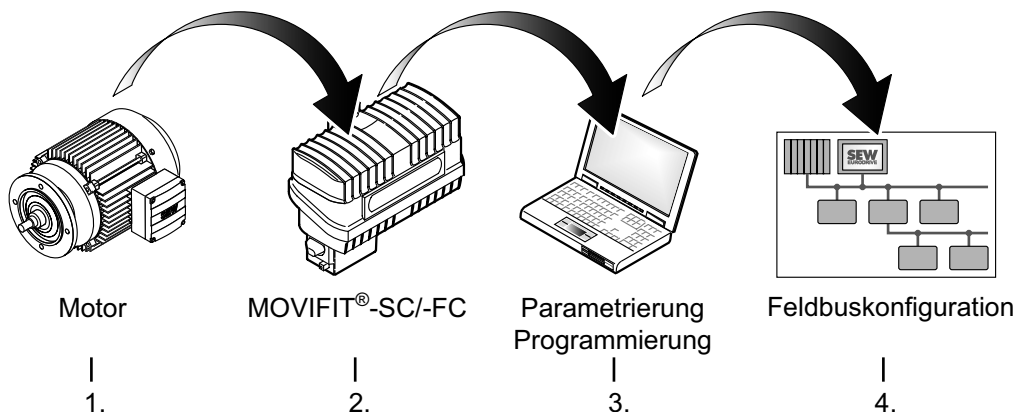 SEW
EURODRIVE
Motor
MOVIFIT®-SC/-FC
Parametrierung
Programmierung
Feldbuskonfiguration
1.
2.
3.
4.